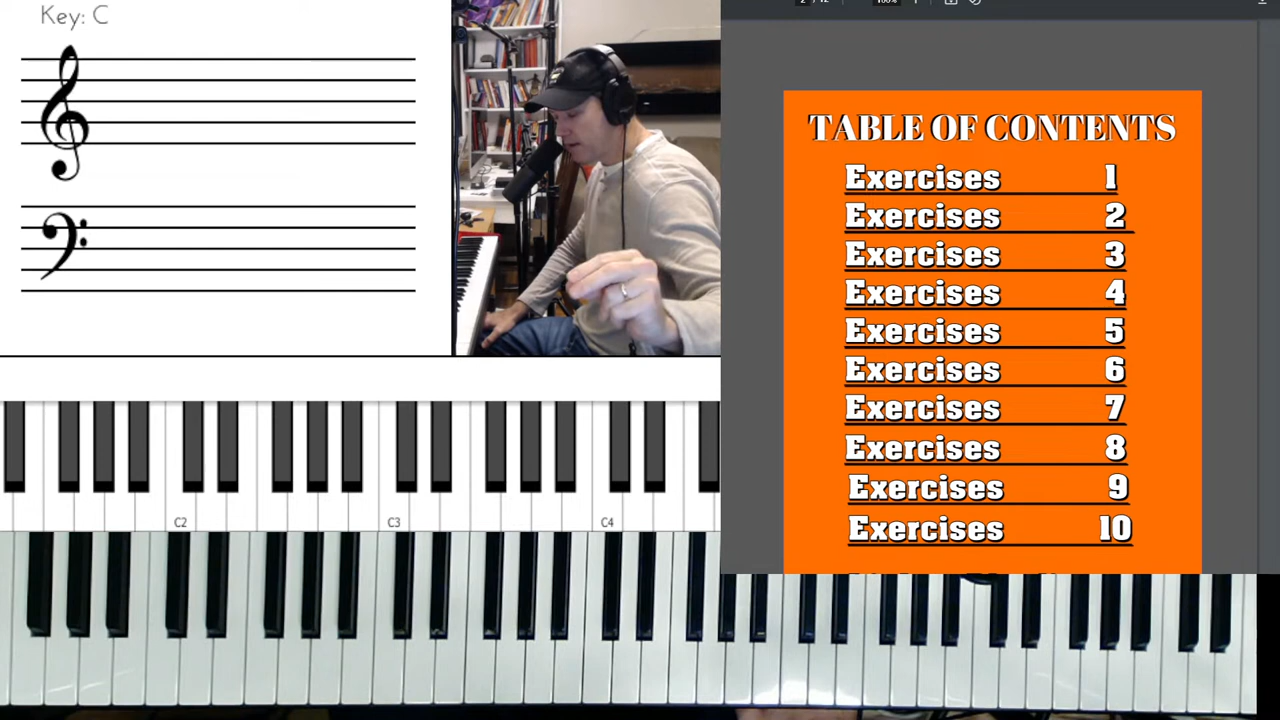 Key: C
100%
TABLE OF CONTENTS
Exercises 1
Exercises 2
Exercises 3
Exercises 4
Exercises 5
Exercises 6
Exercises 7
Exercises 8
Exercises 9
Exercises 10
C2 C3 C4